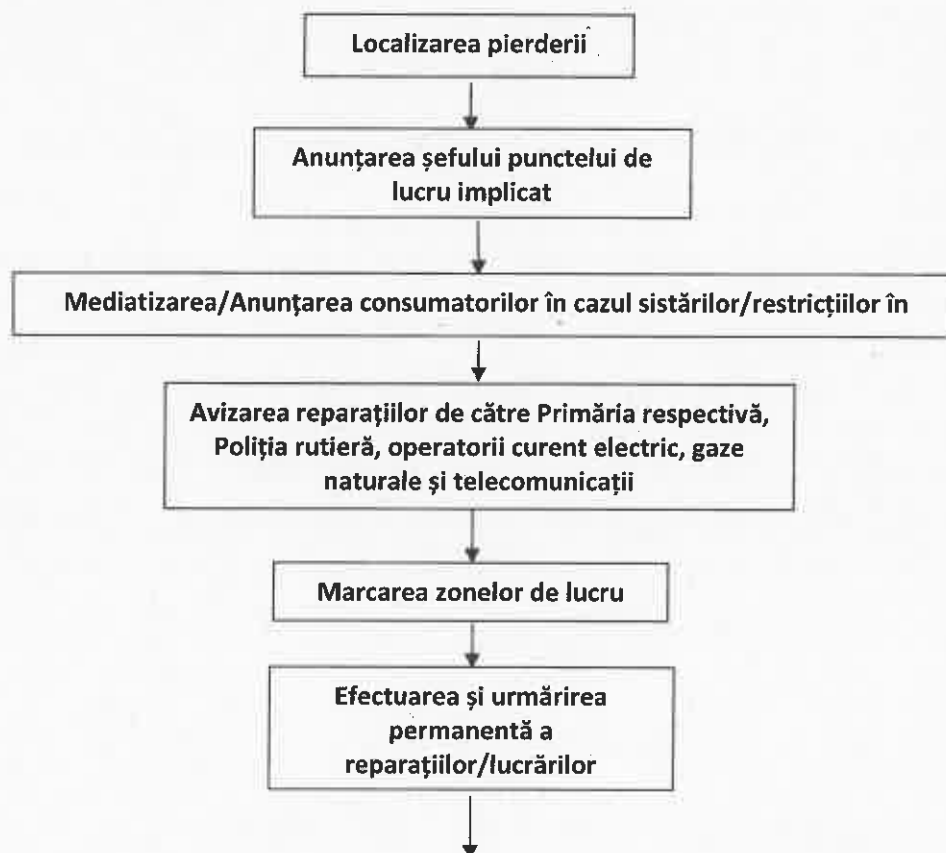 Localizarea pierderii
Anunțarea șefului punctelui de
lucru implicat
Mediatizarea/Anunțarea consumatorilor în cazul sistărilor/restricțiilor în
Avizarea reparațiilor de către Primăria respectivă,
Poliția rutieră, operatorii curent electric, gaze
naturale și telecomunicații
Marcarea zonelor de lucru
Efectuarea și urmărirea
permanentă a
reparațiilor/lucrărilor